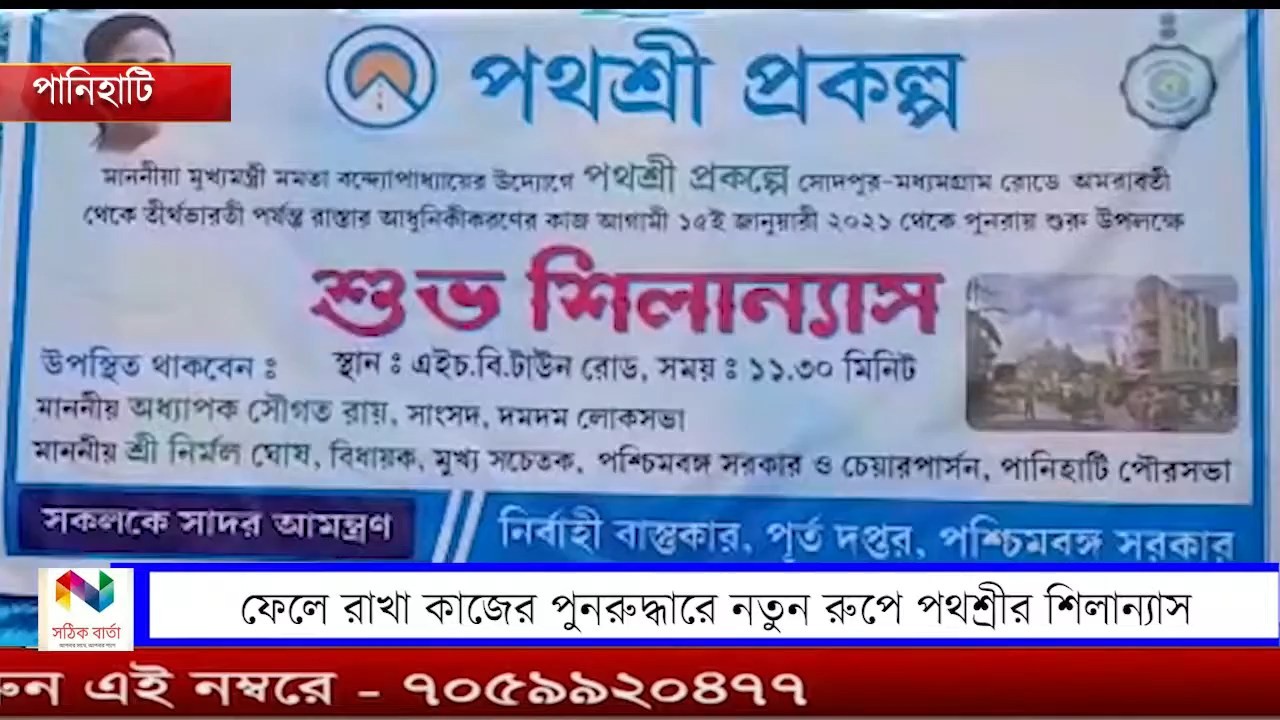 পানিহাটি
পথশ্রী প্রকল্প
মাননীয়া মুখ্যমন্ত্রী মমতা বন্দ্যোপাধ্যায়ের উদ্যোগে পথশ্রী প্রকল্পে সোদপুর-মধ্যমগ্রাম রোডে অমরাবতী
থেকে তীর্থভারতী পর্যন্ত রাস্তার আধুনিকীকরণের কাজ আগামী ১৫ই জানুয়ারী ২০২১ থেকে পুনরায় শুরু উপলক্ষে
শুভ শিলান্যাস
উপস্থিত থাকবেন : স্থান : এইচ.বি.টাউন রোড, সময় : ১১.৩০ মিনিট
মাননীয় অধ্যাপক সৌগত রায়, সাংসদ, দমদম লোকসভা
মাননীয় শ্রী নির্মল ঘোষ, বিধায়ক, মুখ্য সচেতক, পশ্চিমবঙ্গ সরকার ও চেয়ারপার্সন, পানিহাটি পৌরসভা
সকলকে সাদর আমন্ত্রণ
নির্বাহী বাস্তুকার, পূর্ত দপ্তর, পশ্চিমবঙ্গ সরকার
ফেলে রাখা কাজের পুনরুদ্ধারে নতুন রুপে পথশ্রীর শিলান্যাস
সঠিক বার্তা
রুন এই নম্বরে - ৭০৫৯৯২০৪৭৭